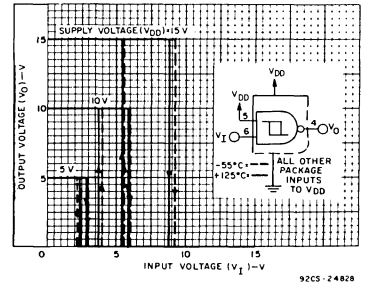 SUPPLY VOLTAGE (VDD)=15 V
15
10 V
10
5 V
5
0
5
10
15
OUTPUT VOLTAGE (VO)–V
INPUT VOLTAGE (VI)–V
VDD
VDD
5
6
4
VI
VO
-55°C
+125°C
ALL OTHER
PACKAGE
INPUTS
TO VDD
92CS-24828